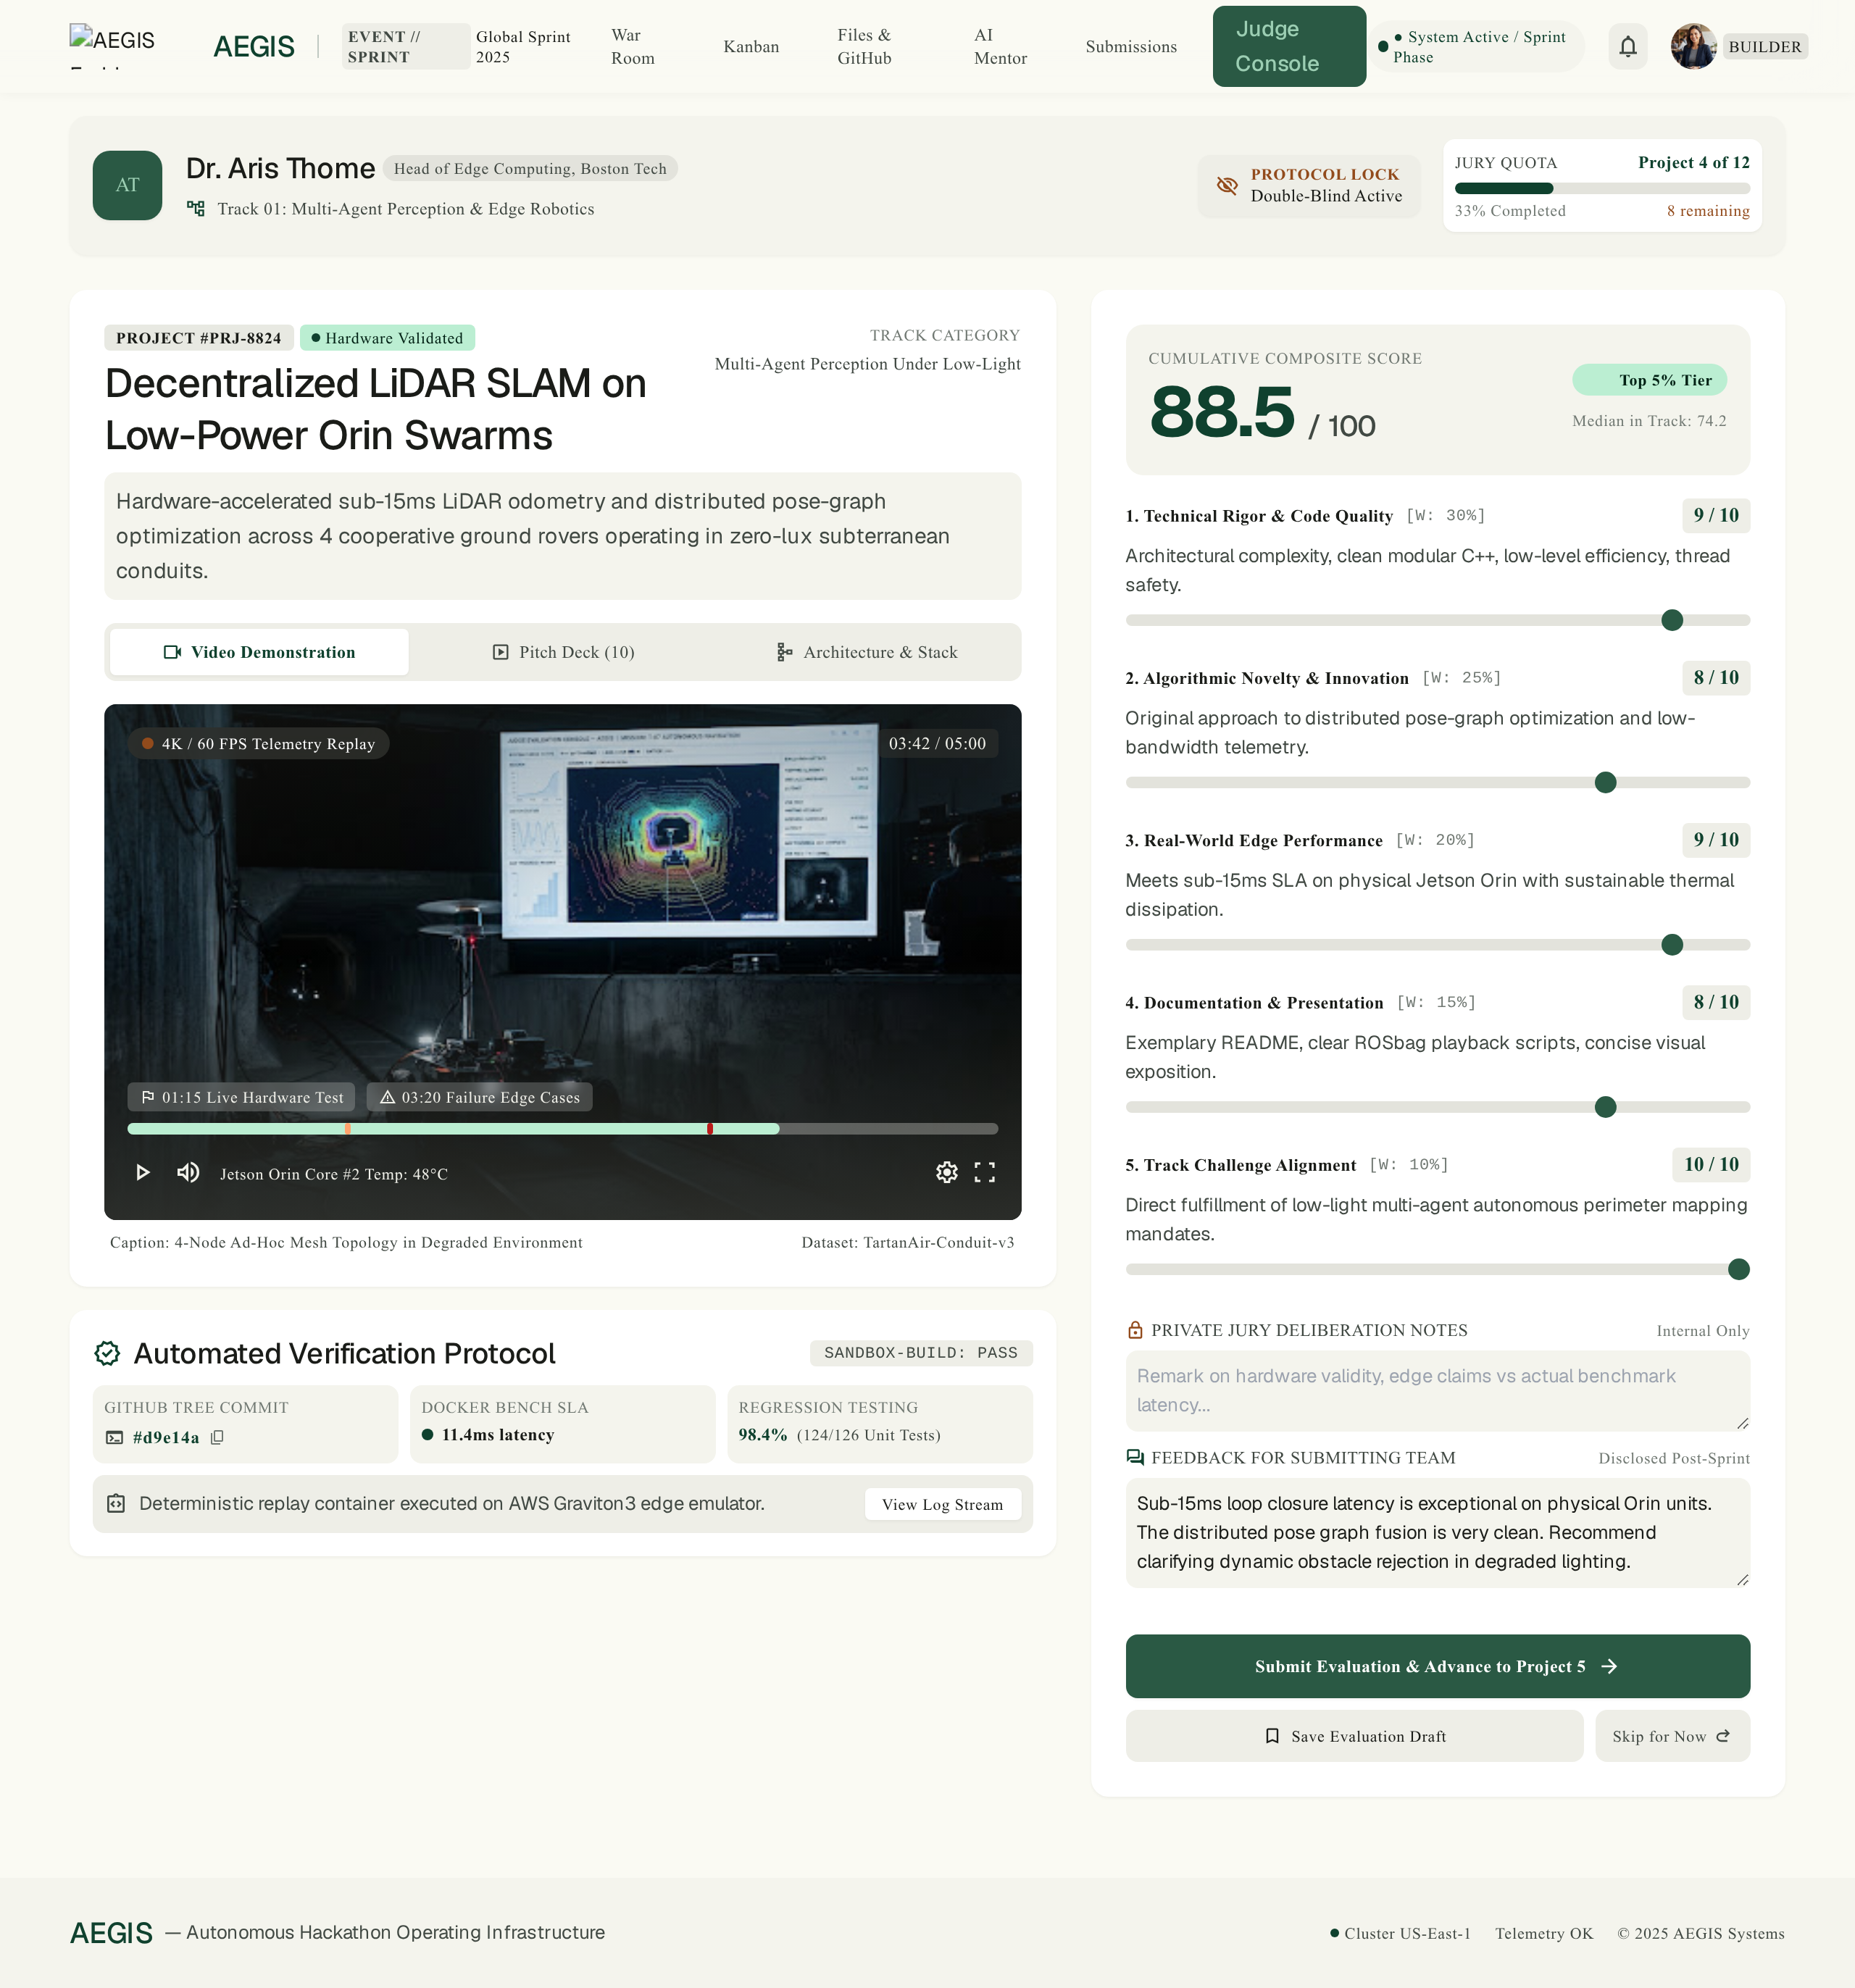 AEGIS
AEGIS
EVENT //
SPRINT
Global Sprint
2025
War
Room
Kanban
Files &
GitHub
AI
Mentor
Submissions
Judge
Console
● System Active / Sprint
Phase
BUILDER
AT
Dr. Aris Thome
Head of Edge Computing, Boston Tech
Track 01: Multi-Agent Perception & Edge Robotics
PROTOCOL LOCK
Double-Blind Active
JURY QUOTA
Project 4 of 12
33% Completed
8 remaining
PROJECT #PRJ-8824
Hardware Validated
TRACK CATEGORY
Multi-Agent Perception Under Low-Light
Decentralized LiDAR SLAM on
Low-Power Orin Swarms
Hardware-accelerated sub-15ms LiDAR odometry and distributed pose-graph
optimization across 4 cooperative ground rovers operating in zero-lux subterranean
conduits.
Video Demonstration
Pitch Deck (10)
Architecture & Stack
4K / 60 FPS Telemetry Replay
03:42 / 05:00
01:15 Live Hardware Test
03:20 Failure Edge Cases
Jetson Orin Core #2 Temp: 48°C
Caption: 4-Node Ad-Hoc Mesh Topology in Degraded Environment
Dataset: TartanAir-Conduit-v3
Automated Verification Protocol
SANDBOX-BUILD: PASS
GITHUB TREE COMMIT
#d9e14a
DOCKER BENCH SLA
11.4ms latency
REGRESSION TESTING
98.4% (124/126 Unit Tests)
Deterministic replay container executed on AWS Graviton3 edge emulator.
View Log Stream
CUMULATIVE COMPOSITE SCORE
88.5 / 100
Top 5% Tier
Median in Track: 74.2
1. Technical Rigor & Code Quality [W: 30%]
9 / 10
Architectural complexity, clean modular C++, low-level efficiency, thread
safety.
2. Algorithmic Novelty & Innovation [W: 25%]
8 / 10
Original approach to distributed pose-graph optimization and low-
bandwidth telemetry.
3. Real-World Edge Performance [W: 20%]
9 / 10
Meets sub-15ms SLA on physical Jetson Orin with sustainable thermal
dissipation.
4. Documentation & Presentation [W: 15%]
8 / 10
Exemplary README, clear ROSbag playback scripts, concise visual
exposition.
5. Track Challenge Alignment [W: 10%]
10 / 10
Direct fulfillment of low-light multi-agent autonomous perimeter mapping
mandates.
PRIVATE JURY DELIBERATION NOTES
Internal Only
Remark on hardware validity, edge claims vs actual benchmark
latency...
FEEDBACK FOR SUBMITTING TEAM
Disclosed Post-Sprint
Sub-15ms loop closure latency is exceptional on physical Orin units.
The distributed pose graph fusion is very clean. Recommend
clarifying dynamic obstacle rejection in degraded lighting.
Submit Evaluation & Advance to Project 5
Save Evaluation Draft
Skip for Now
AEGIS — Autonomous Hackathon Operating Infrastructure
Cluster US-East-1
Telemetry OK
© 2025 AEGIS Systems